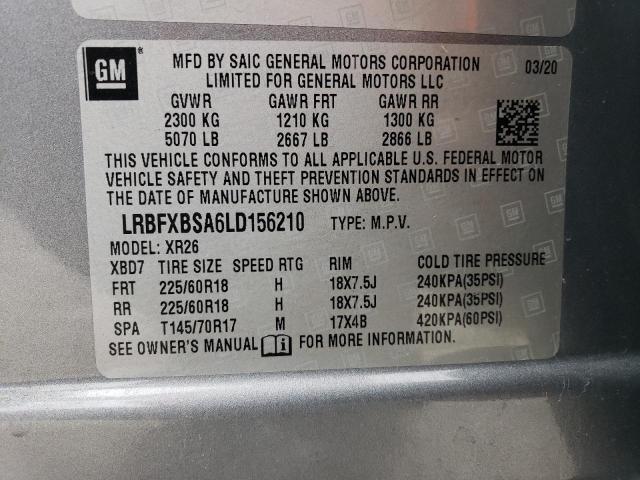 GM
MFD BY SAIC GENERAL MOTORS CORPORATION 03/20
LIMITED FOR GENERAL MOTORS LLC
GVWR GAWR FRT GAWR RR
2300 KG 1210 KG 1300 KG
5070 LB 2667 LB 2866 LB
THIS VEHICLE CONFORMS TO ALL APPLICABLE U.S. FEDERAL MOTOR
VEHICLE SAFETY AND THEFT PREVENTION STANDARDS IN EFFECT ON
THE DATE OF MANUFACTURE SHOWN ABOVE.
LRBFXBSA6LD156210 TYPE: M.P.V.
MODEL: XR26
XBD7 TIRE SIZE SPEED RTG RIM COLD TIRE PRESSURE
FRT 225/60R18 H 18X7.5J 240KPA(35PSI)
RR 225/60R18 H 18X7.5J 240KPA(35PSI)
SPA T145/70R17 M 17X4B 420KPA(60PSI)
SEE OWNER'S MANUAL FOR MORE INFORMATION